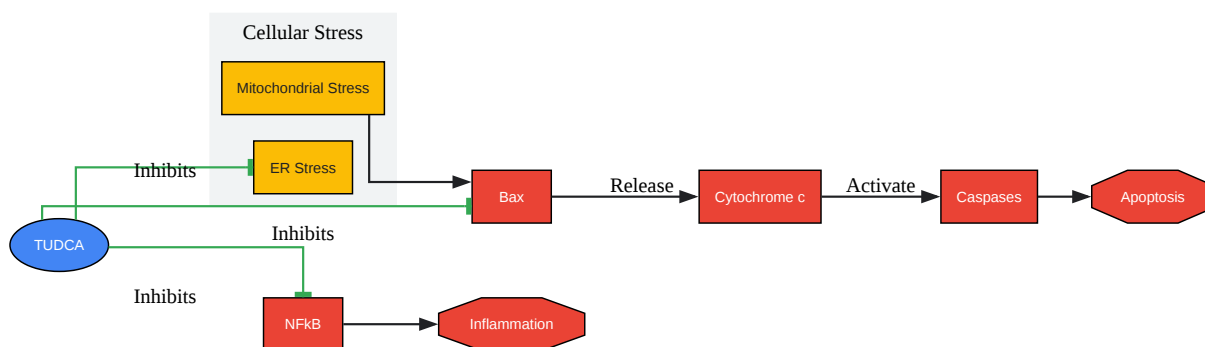 Cellular Stress
Mitochondrial Stress
Inhibits
ER Stress
Bax
Release
Cytochrome c
Activate
Caspases
Apoptosis
TUDCA
Inhibits
Inhibits
NFkB
Inflammation